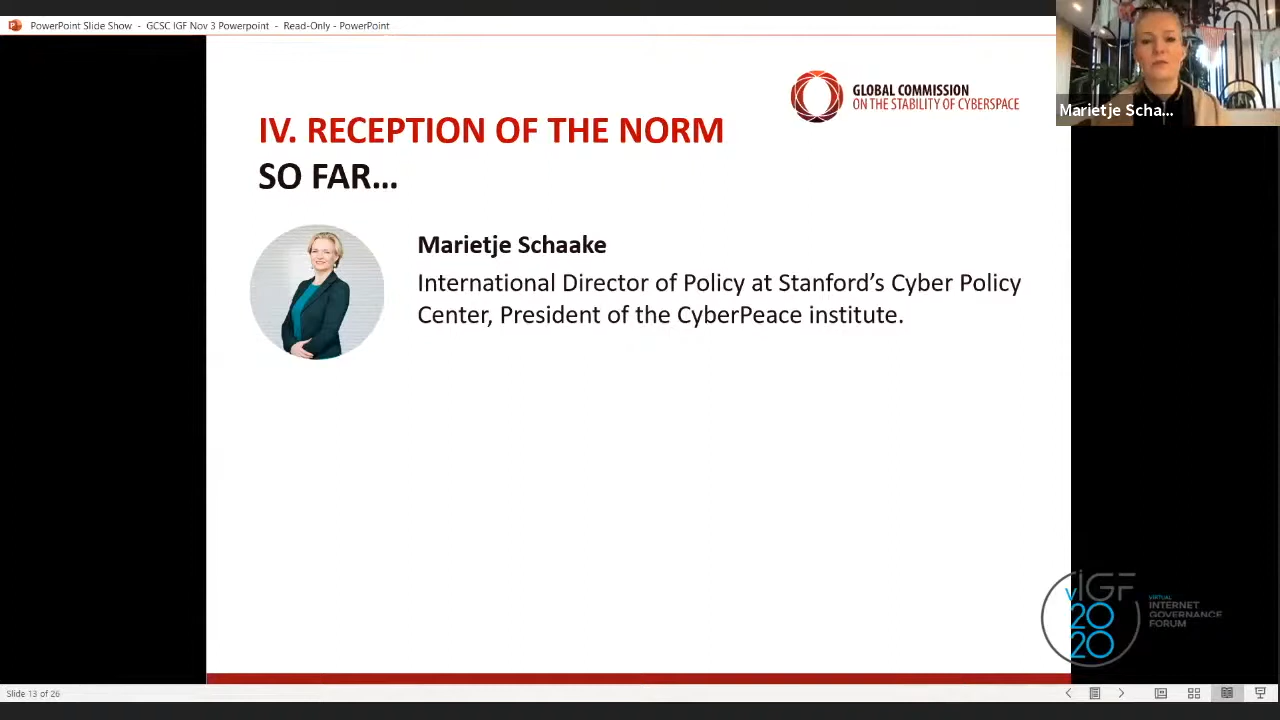 PowerPoint Slide Show - GCSC IGF Nov 3 Powerpoint - Read-Only - PowerPoint
GLOBAL COMMISSION
ON THE STABILITY OF CYBERSPACE
Marietje Scha...
IV. RECEPTION OF THE NORM
SO FAR...
Marietje Schaake
International Director of Policy at Stanford’s Cyber Policy
Center, President of the CyberPeace institute.
vIGF
2020
VIRTUAL
INTERNET
GOVERNANCE
FORUM
Slide 13 of 26